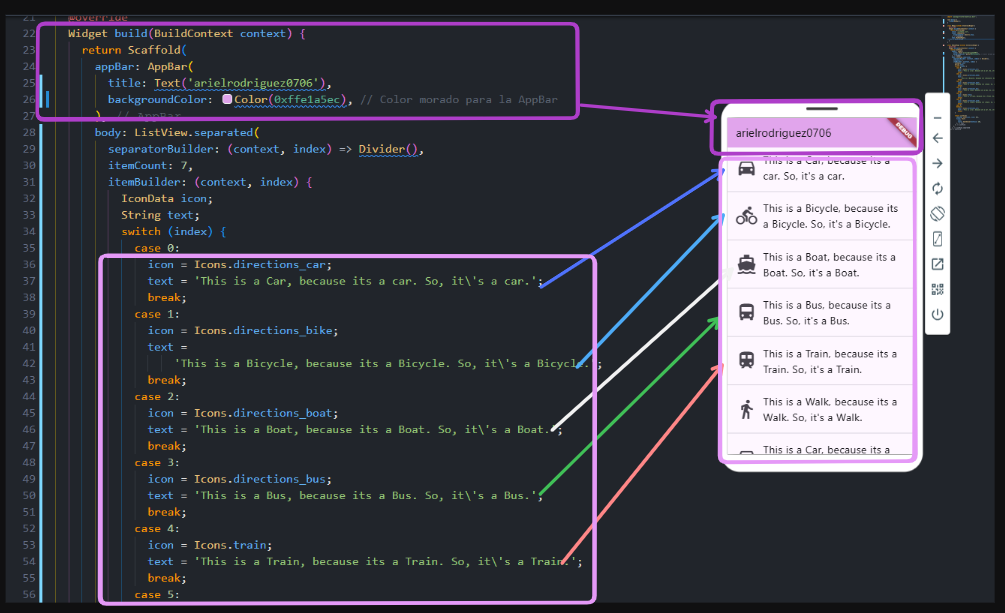 21 @override
22 Widget build(BuildContext context) {
23 return Scaffold(
24 appBar: AppBar(
25 title: Text('arielrodriguez0706'),
26 backgroundColor: Color(0xffe1a5ec), // Color morado para la AppBar
27 ), // AppBar
28 body: ListView.separated(
29 separatorBuilder: (context, index) => Divider(),
30 itemCount: 7,
31 itemBuilder: (context, index) {
32 IconData icon;
33 String text;
34 switch (index) {
35 case 0:
36 icon = Icons.directions_car;
37 text = 'This is a Car, because its a car. So, it\'s a car.';
38 break;
39 case 1:
40 icon = Icons.directions_bike;
41 text =
42 'This is a Bicycle, because its a Bicycle. So, it\'s a Bicycle.';
43 break;
44 case 2:
45 icon = Icons.directions_boat;
46 text = 'This is a Boat, because its a Boat. So, it\'s a Boat.';
47 break;
48 case 3:
49 icon = Icons.directions_bus;
50 text = 'This is a Bus, because its a Bus. So, it\'s a Bus.';
51 break;
52 case 4:
53 icon = Icons.train;
54 text = 'This is a Train, because its a Train. So, it\'s a Train.';
55 break;
56 case 5:
arielrodriguez0706
DEBUG
This is a Car, because its a
car. So, it's a car.
This is a Bicycle, because its
a Bicycle. So, it's a Bicycle.
This is a Boat, because its a
Boat. So, it's a Boat.
This is a Bus, because its a
Bus. So, it's a Bus.
This is a Train, because its a
Train. So, it's a Train.
This is a Walk, because its a
Walk. So, it's a Walk.
This is a Car, because its a